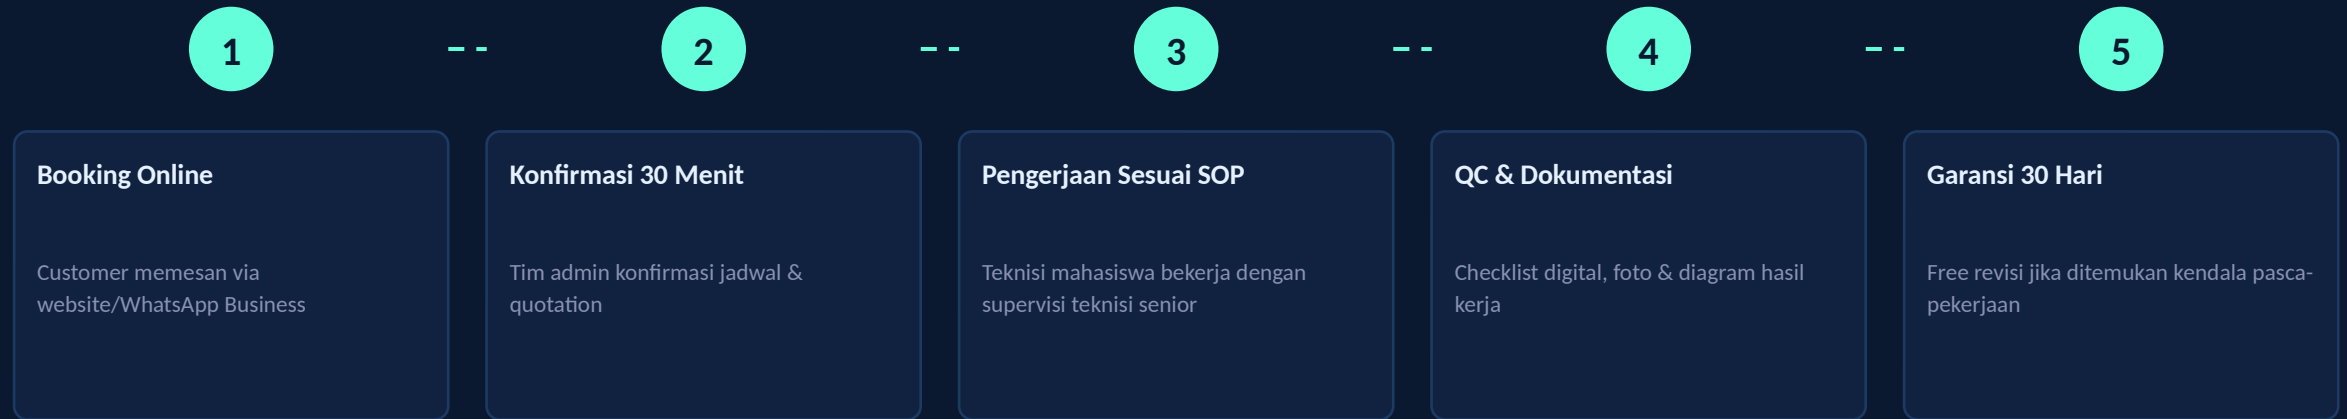 1
2
3
4
5
Booking Online
Customer memesan via
website/WhatsApp Business
Konfirmasi 30 Menit
Tim admin konfirmasi jadwal &
quotation
Pengerjaan Sesuai SOP
Teknisi mahasiswa bekerja dengan
supervisi teknisi senior
QC & Dokumentasi
Checklist digital, foto & diagram hasil
kerja
Garansi 30 Hari
Free revisi jika ditemukan kendala pasca-
pekerjaan